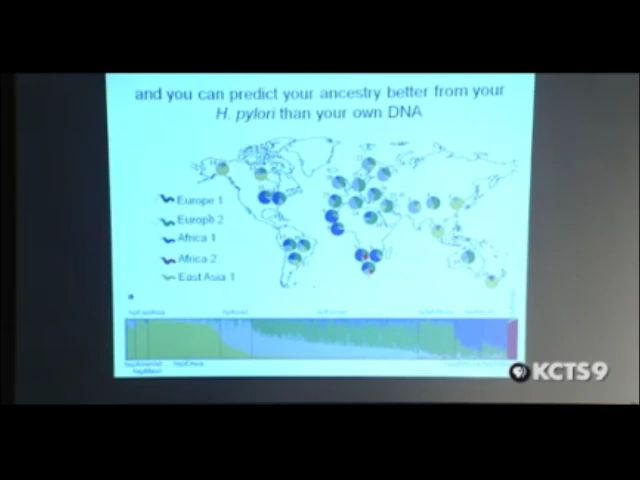 and you can predict your ancestry better from your
H. pylori than your own DNA
Europe 1
Europe 2
Africa 1
Africa 2
East Asia 1
a
KCTS9